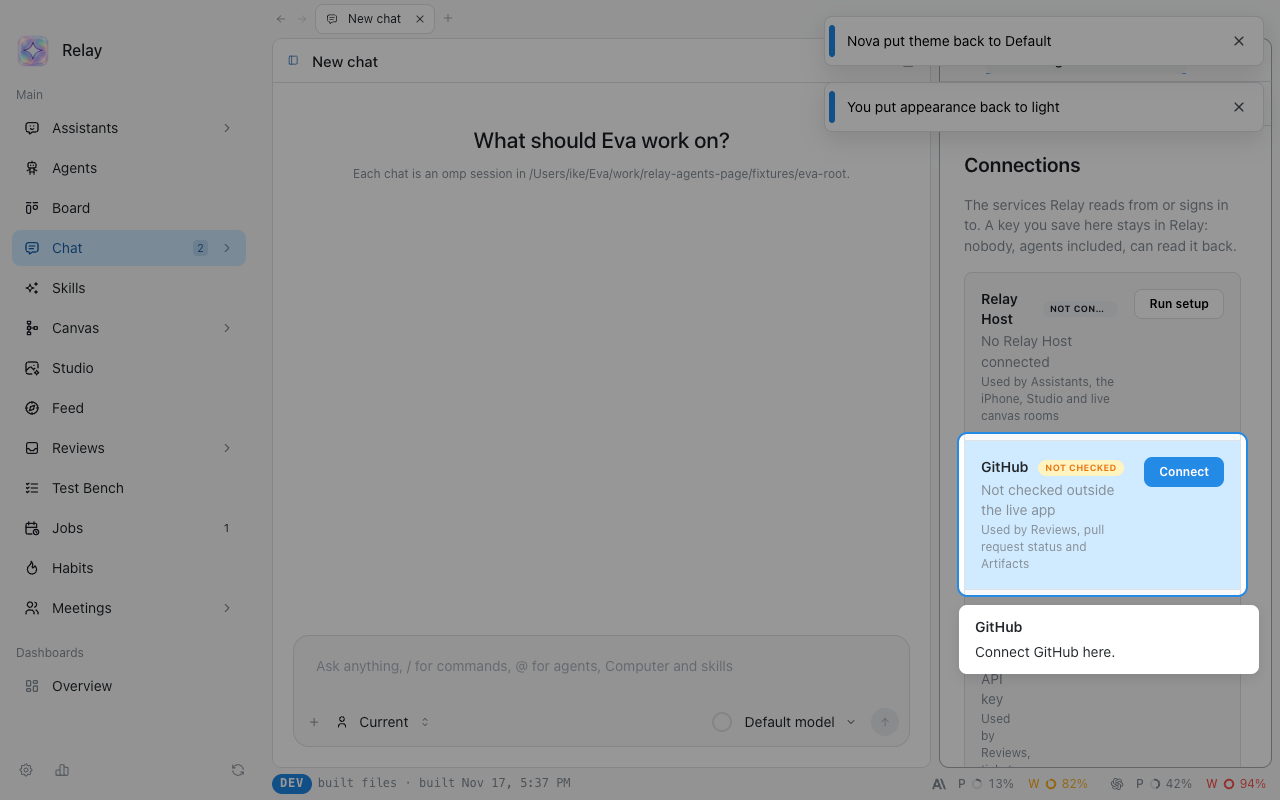 Relay
Main
Assistants
Agents
Board
Chat 2
Skills
Canvas
Studio
Feed
Reviews
Test Bench
Jobs 1
Habits
Meetings
Dashboards
Overview
New chat
New chat
What should Eva work on?
Each chat is an omp session in /Users/ike/Eva/work/relay-agents-page/fixtures/eva-root.
Ask anything, / for commands, @ for agents, Computer and skills
Current
Default model
Nova put theme back to Default
You put appearance back to light
Connections
The services Relay reads from or signs in
to. A key you save here stays in Relay:
nobody, agents included, can read it back.
Relay
Host
NOT CON...
Run setup
No Relay Host
connected
Used by Assistants, the
iPhone, Studio and live
canvas rooms
GitHub
NOT CHECKED
Connect
Not checked outside
the live app
Used by Reviews, pull
request status and
Artifacts
GitHub
Connect GitHub here.
API
key
Used
by
Reviews,
DEV built files · built Nov 17, 5:37 PM
P 13% W 82% P 42% W 94%